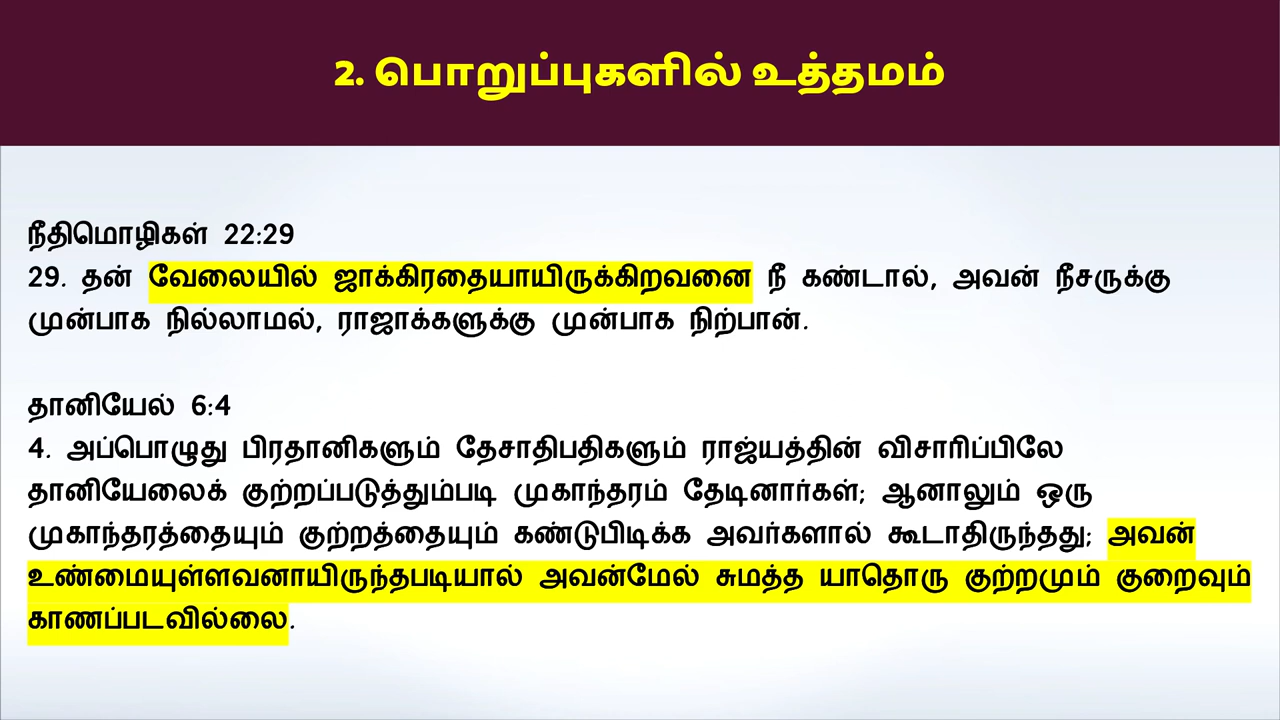 2. பொறுப்புகளில் உத்தமம்
நீதிமொழிகள் 22:29
29. தன் வேலையில் ஜாக்கிரதையாயிருக்கிறவனை நீ கண்டால், அவன் நீசருக்கு
முன்பாக நில்லாமல், ராஜாக்களுக்கு முன்பாக நிற்பான்.
தானியேல் 6:4
4. அப்பொழுது பிரதானிகளும் தேசாதிபதிகளும் ராஜ்யத்தின் விசாரிப்பிலே
தானியேலைக் குற்றப்படுத்தும்படி முகாந்தரம் தேடினார்கள்; ஆனாலும் ஒரு
முகாந்தரத்தையும் குற்றத்தையும் கண்டுபிடிக்க அவர்களால் கூடாதிருந்தது; அவன்
உண்மையுள்ளவனாயிருந்தபடியால் அவன்மேல் சுமத்த யாதொரு குற்றமும் குறைவும்
காணப்படவில்லை.